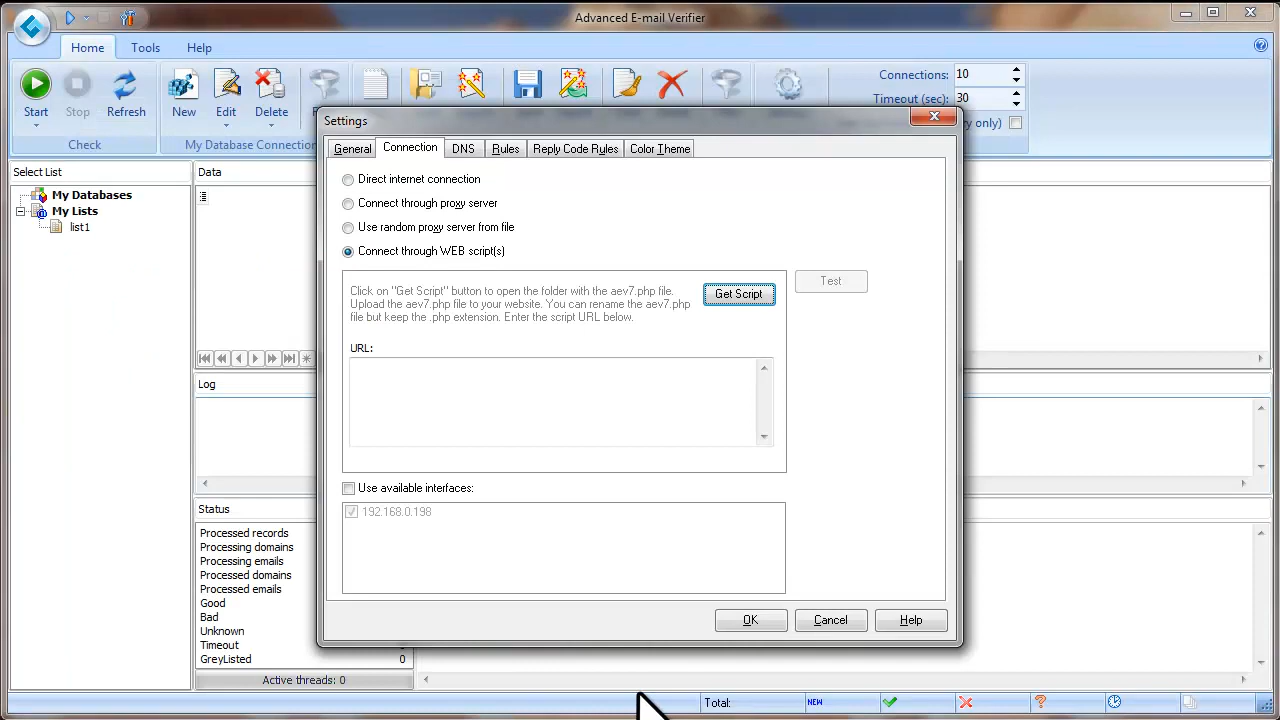 Advanced E-mail Verifier
Home Tools Help
Connections: 10
Timeout (sec): 30
Start Stop Refresh New Edit Delete
y only)
Check My Database Connection
Settings
General Connection DNS Rules Reply Code Rules Color Theme
Select List
Data
My Databases
My Lists
list1
Direct internet connection
Connect through proxy server
Use random proxy server from file
Connect through WEB script(s)
Click on "Get Script" button to open the folder with the aev7.php file.
Upload the aev7.php file to your website. You can rename the aev7.php
file but keep the .php extension. Enter the script URL below.
Get Script
Test
URL:
Log
Use available interfaces:
192.168.0.198
Status
Processed records
Processing domains
Processing emails
Processed domains
Processed emails
Good
Bad
Unknown
Timeout
GreyListed 0
OK Cancel Help
Active threads: 0
Total: NEW